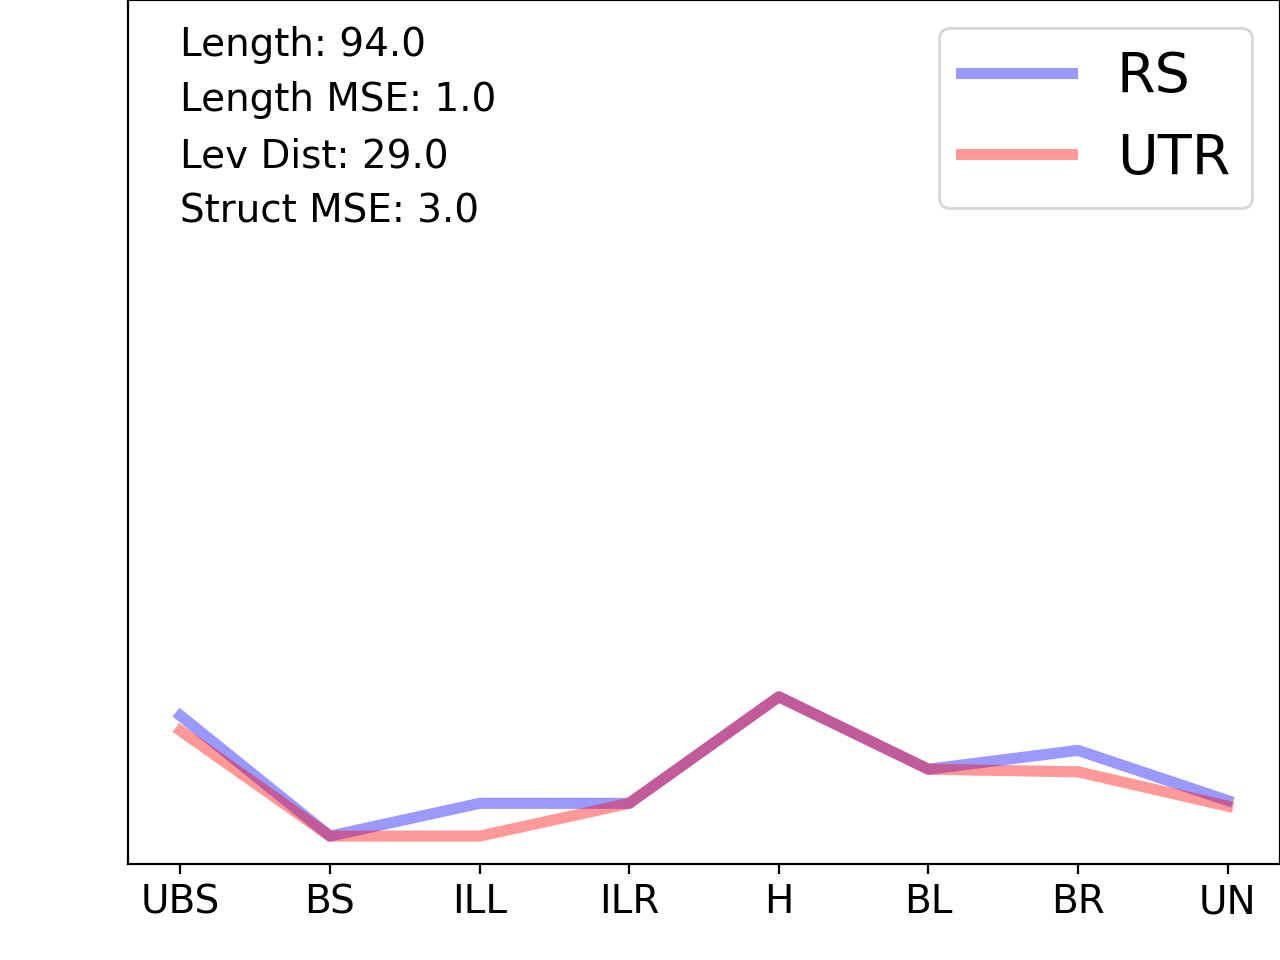 Length: 94.0
Length MSE: 1.0
Lev Dist: 29.0
Struct MSE: 3.0
RS
UTR
UBS BS ILL ILR H BL BR UN